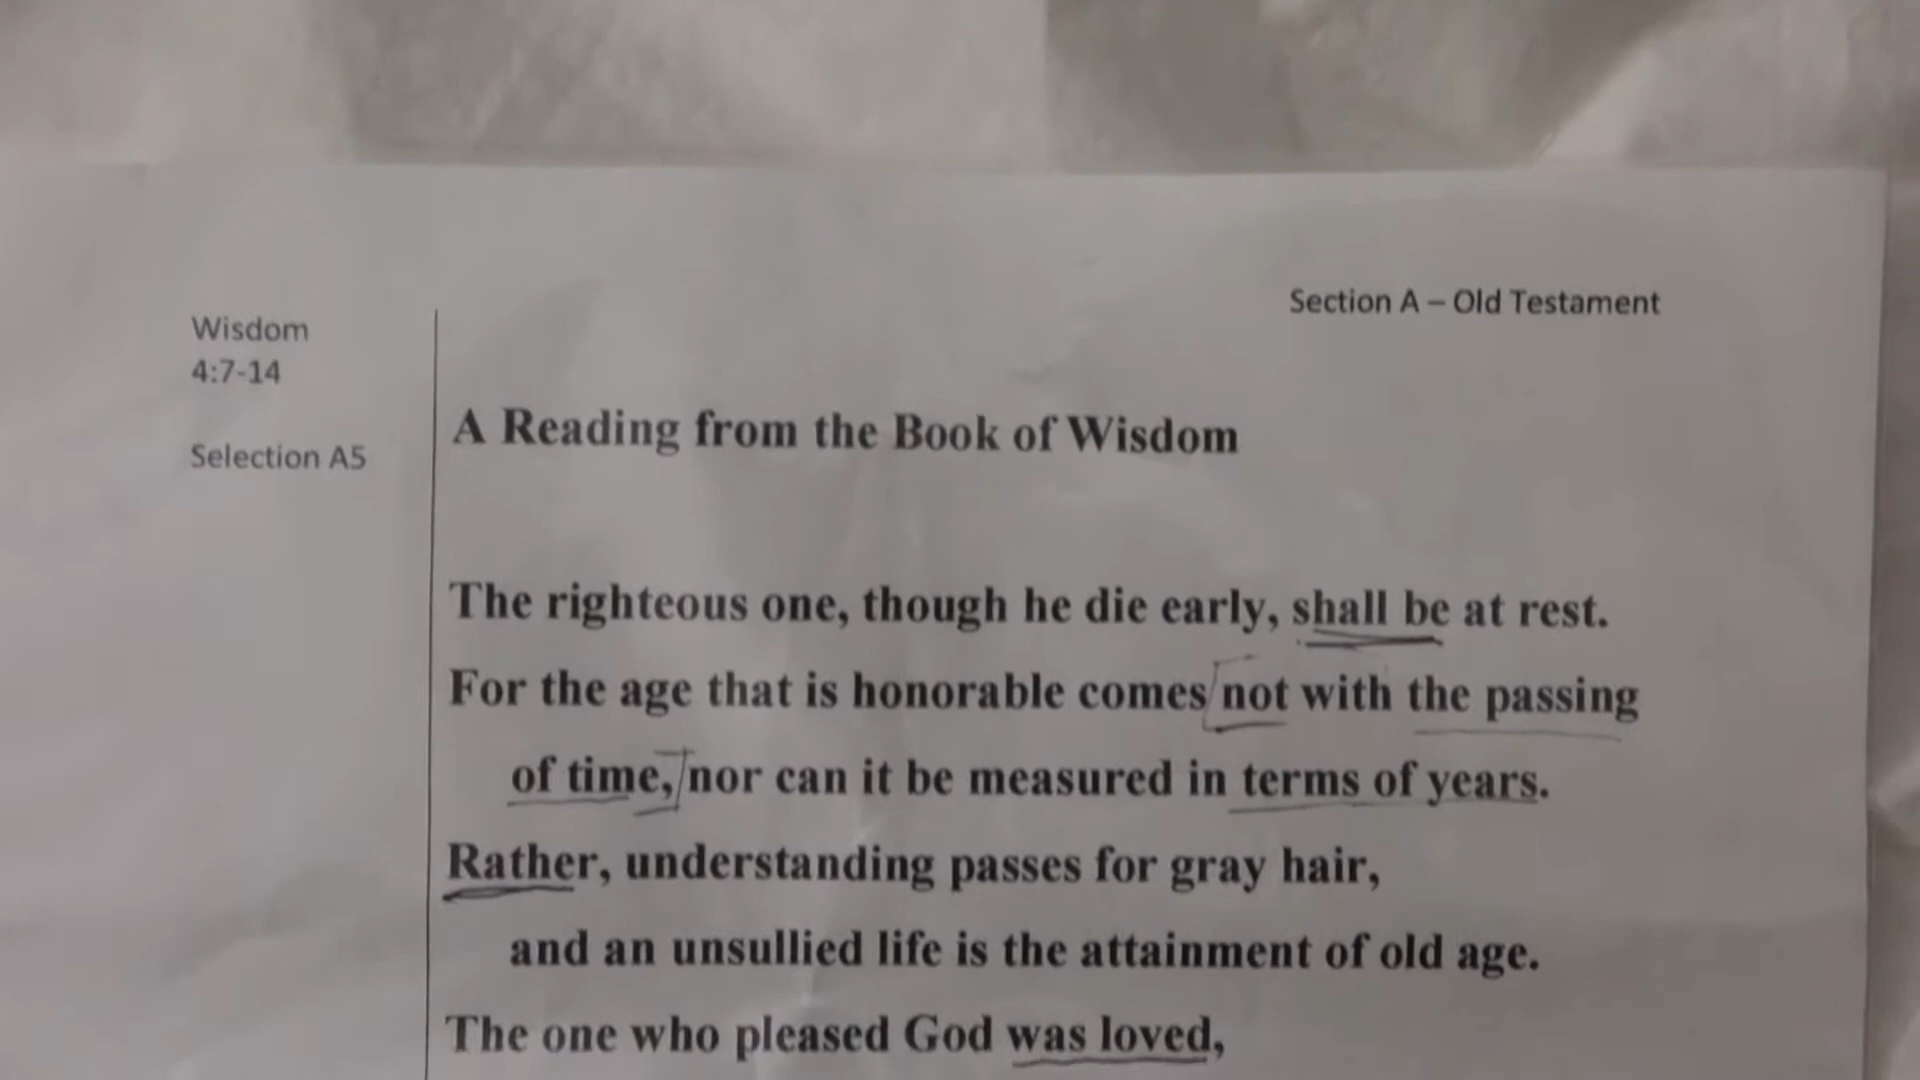 Section A – Old Testament
Wisdom
4:7-14
Selection A5
A Reading from the Book of Wisdom
The righteous one, though he die early, shall be at rest.
For the age that is honorable comes not with the passing
of time, nor can it be measured in terms of years.
Rather, understanding passes for gray hair,
and an unsullied life is the attainment of old age.
The one who pleased God was loved,